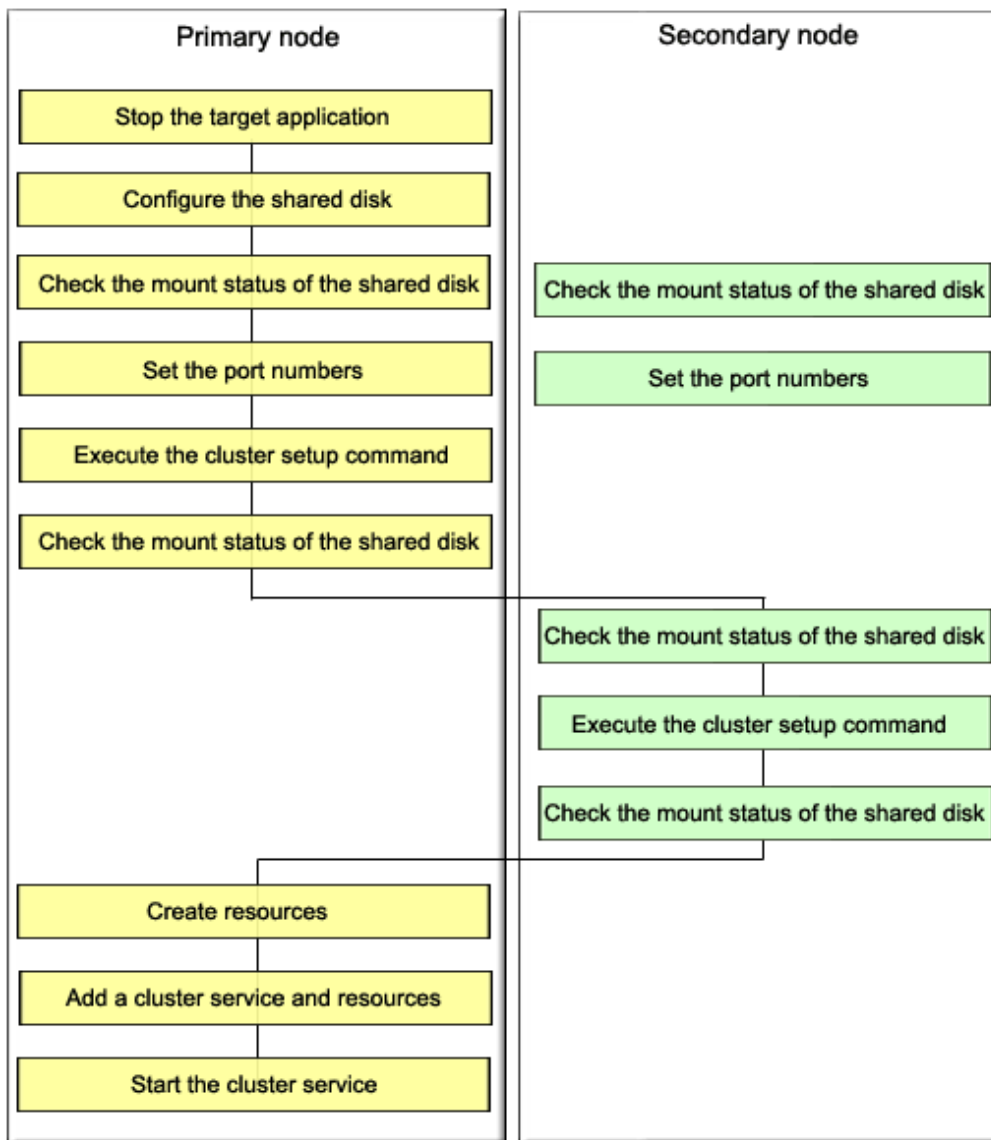 Primary node
Secondary node
Stop the target application
Configure the shared disk
Check the mount status of the shared disk
Check the mount status of the shared disk
Set the port numbers
Set the port numbers
Execute the cluster setup command
Check the mount status of the shared disk
Check the mount status of the shared disk
Execute the cluster setup command
Check the mount status of the shared disk
Create resources
Add a cluster service and resources
Start the cluster service